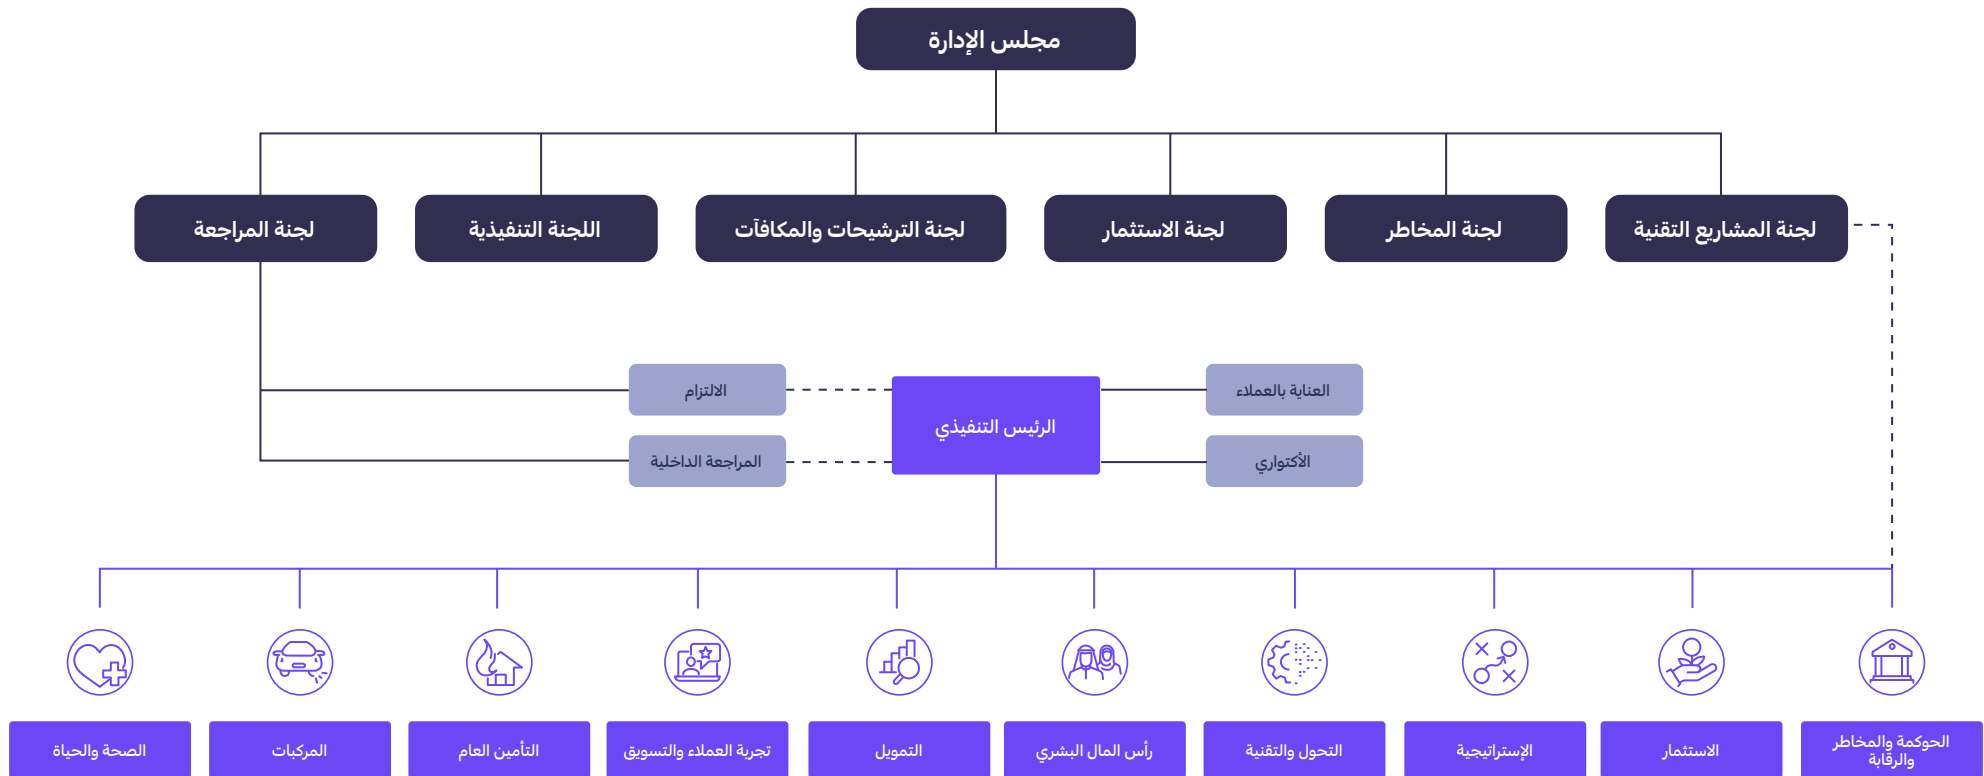 مجلس الإدارة
لجنة المشاريع التقنية
لجنة المخاطر
لجنة الاستثمار
لجنة الترشيحات والمكافآت
اللجنة التنفيذية
لجنة المراجعة
العناية بالعملاء
الالتزام
الرئيس التنفيذي
الأكتواري
المراجعة الداخلية
الحوكمة والمخاطر
والرقابة
الاستثمار
الإستراتيجية
التحول والتقنية
رأس المال البشري
التمويل
تجربة العملاء والتسويق
التأمين العام
المركبات
الصحة والحياة